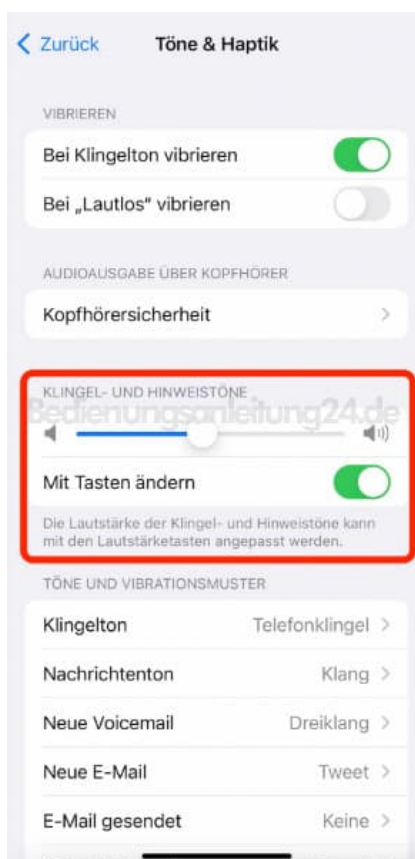 Zurück Töne & Haptik
VIBRIEREN
Bei Klingelton vibrieren
Bei „Lautlos" vibrieren
AUDIOAUSGABE ÜBER KOPFHÖRER
Kopfhörersicherheit
KLINGEL- UND HINWEISTÖNE
Bedienungsanleitung24.de
Mit Tasten ändern
Die Lautstärke der Klingel- und Hinweistöne kann
mit den Lautstärketasten angepasst werden.
TÖNE UND VIBRATIONSMUSTER
Klingelton Telefonklingel
Nachrichtenton Klang
Neue Voicemail Dreiklang
Neue E-Mail Tweet
E-Mail gesendet Keine